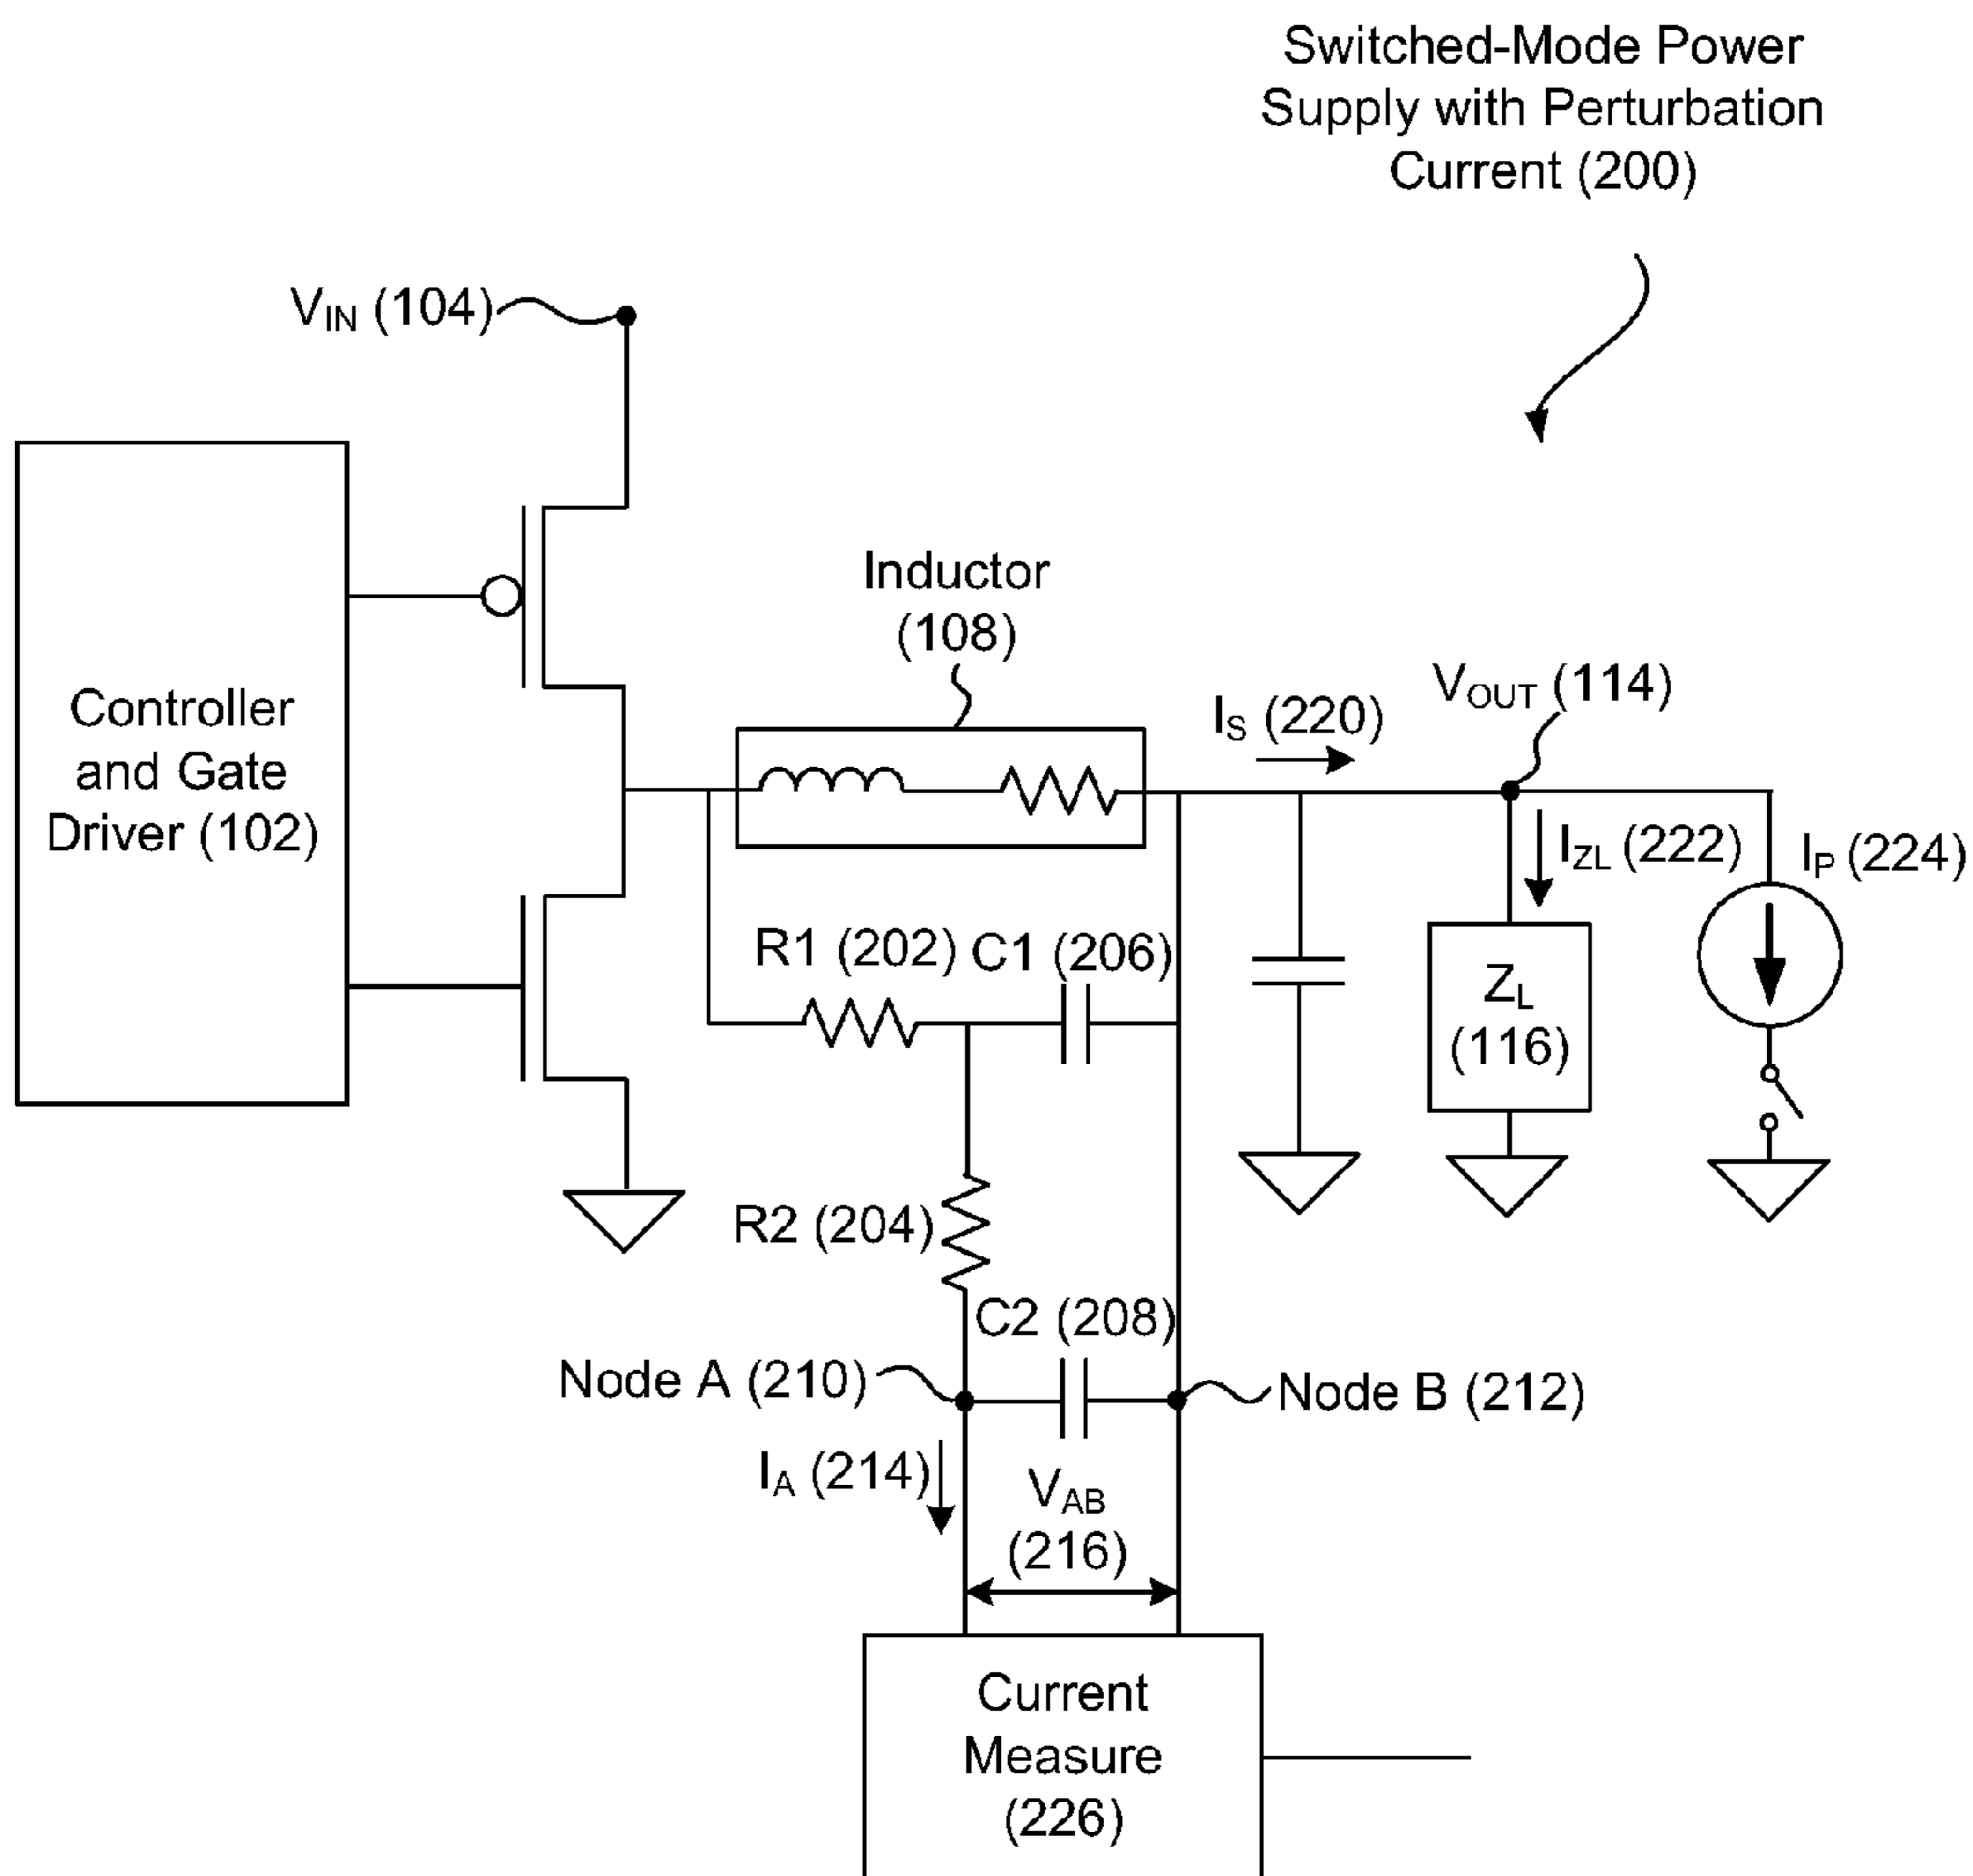 Switched-Mode Power
Supply with Perturbation
Current (200)
VIN (104)
Inductor
(108)
Controller
and Gate
Driver (102)
IS (220)
VOUT (114)
IZL (222)
IP (224)
R1 (202)
C1 (206)
ZL
(116)
R2 (204)
C2 (208)
Node A (210)
Node B (212)
IA (214)
VAB
(216)
Current
Measure
(226)